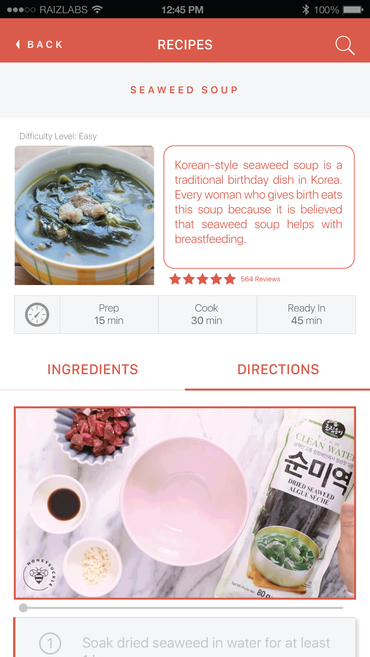 RAIZLABS
12:45 PM
100%
BACK
RECIPES
SEAWEED SOUP
Difficulty Level: Easy
Korean-style seaweed soup is a
traditional birthday dish in Korea.
Every woman who gives birth eats
this soup because it is believed
that seaweed soup helps with
breastfeeding.
564 Reviews
Prep
15 min
Cook
30 min
Ready In
45 min
INGREDIENTS
DIRECTIONS
CLEAN WATER
순미역
DRIED SEAWEED
ALGUE SÈCHE
80g
HONEYSUCKLE
1
Soak dried seaweed in water for at least